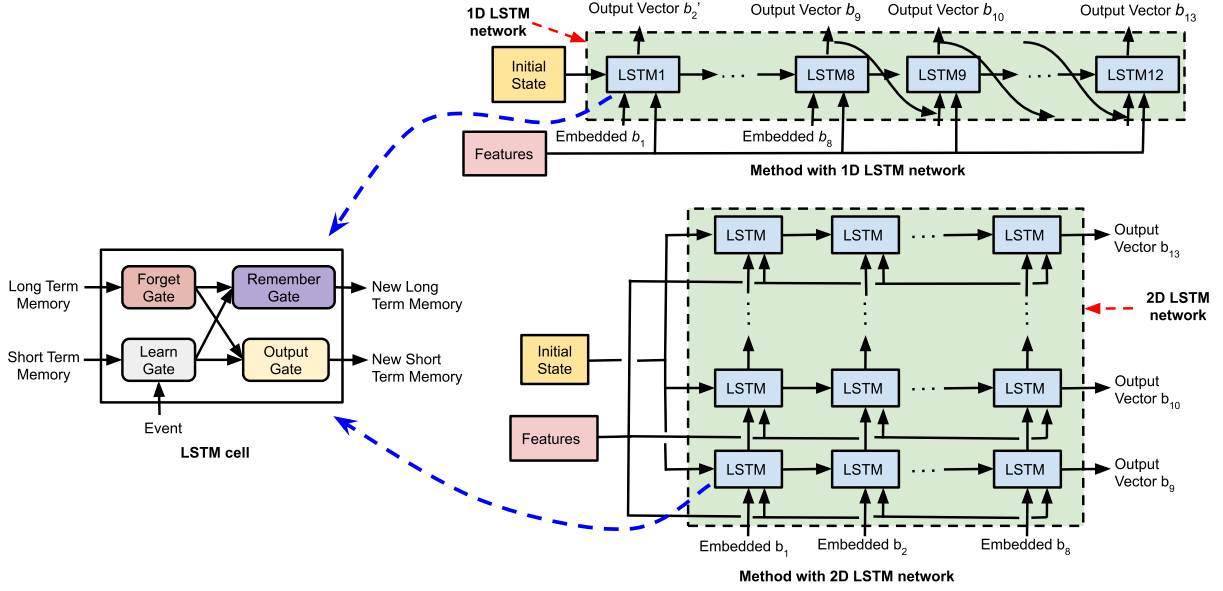 1D LSTM
network
Output Vector b2’
Output Vector b9
Output Vector b10
Output Vector b13
Initial
State
LSTM1
. . .
LSTM8
LSTM9
. . .
LSTM12
Embedded b1
Embedded b8
Features
Method with 1D LSTM network
LSTM
LSTM
. . .
LSTM
Output
Vector b13
Long Term
Memory
Forget
Gate
Remember
Gate
New Long
Term Memory
Short Term
Memory
Learn
Gate
Output
Gate
New Short
Term Memory
Event
LSTM cell
2D LSTM
network
Initial
State
LSTM
LSTM
. . .
LSTM
Output
Vector b10
Features
LSTM
LSTM
. . .
LSTM
Output
Vector b9
Embedded b1
Embedded b2
Embedded b8
Method with 2D LSTM network